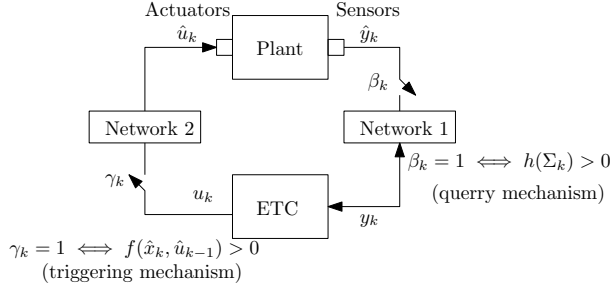 Actuators
Sensors
û_k
Plant
ŷ_k
β_k
Network 2
Network 1
β_k = 1 ⟺ h(Σ_k) > 0
(querry mechanism)
γ_k
u_k
ETC
y_k
γ_k = 1 ⟺ f(x̂_k, û_{k−1}) > 0
(triggering mechanism)